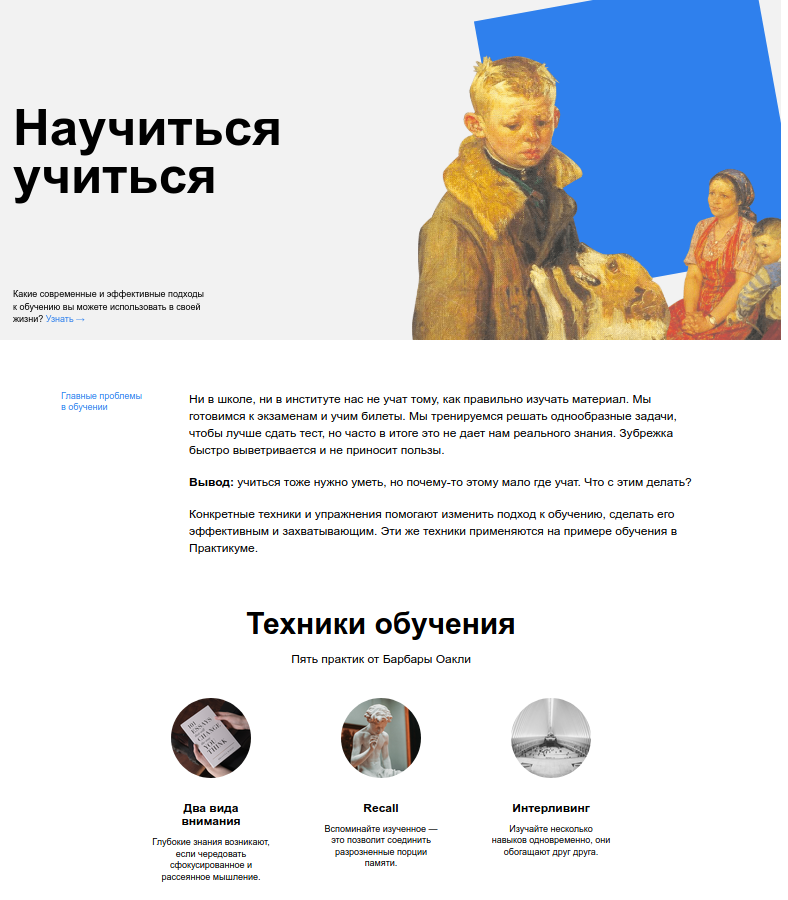 Научиться
учиться
Какие современные и эффективные подходы
к обучению вы можете использовать в своей
жизни? Узнать →
Главные проблемы
в обучении
Ни в школе, ни в институте нас не учат тому, как правильно изучать материал. Мы
готовимся к экзаменам и учим билеты. Мы тренируемся решать однообразные задачи,
чтобы лучше сдать тест, но часто в итоге это не дает нам реального знания. Зубрежка
быстро выветривается и не приносит пользы.
Вывод: учиться тоже нужно уметь, но почему-то этому мало где учат. Что с этим делать?
Конкретные техники и упражнения помогают изменить подход к обучению, сделать его
эффективным и захватывающим. Эти же техники применяются на примере обучения в
Практикуме.
Техники обучения
Пять практик от Барбары Оакли
101
ESSAYS
CHANGE
YOU
THINK
Два вида
внимания
Глубокие знания возникают,
если чередовать
сфокусированное и
рассеянное мышление.
Recall
Вспоминайте изученное —
это позволит соединить
разрозненные порции
памяти.
Интерливинг
Изучайте несколько
навыков одновременно, они
обогащают друг друга.